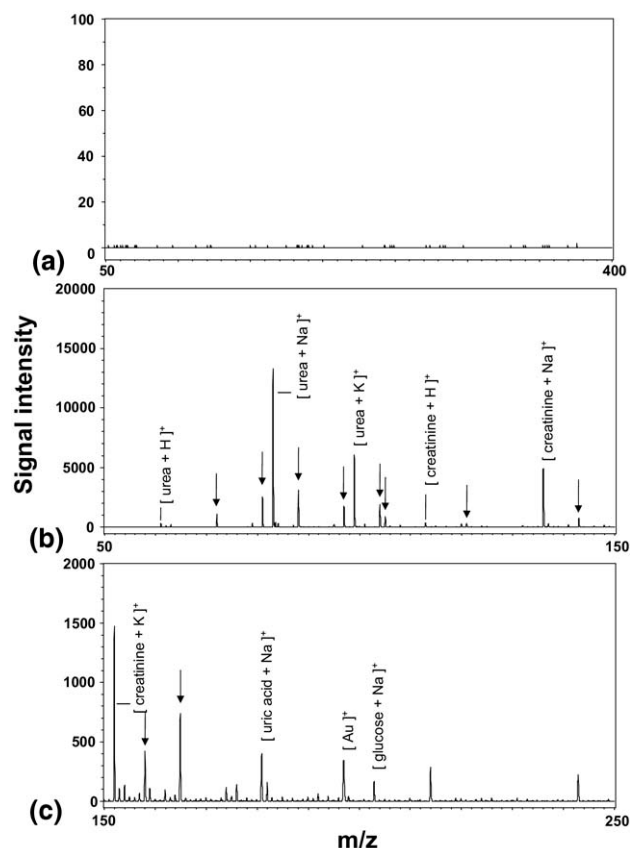 100
80
60
40
20
0
(a)
50
400
Signal intensity
20000
15000
10000
5000
0
[ urea + H ]⁺
[ urea + Na ]⁺
[ urea + K ]⁺
[ creatinine + H ]⁺
[ creatinine + Na ]⁺
(b)
50
150
2000
1500
1000
500
0
[ creatinine + K ]⁺
[ uric acid + Na ]⁺
[ Au ]⁺
[ glucose + Na ]⁺
(c)
150
250
m/z